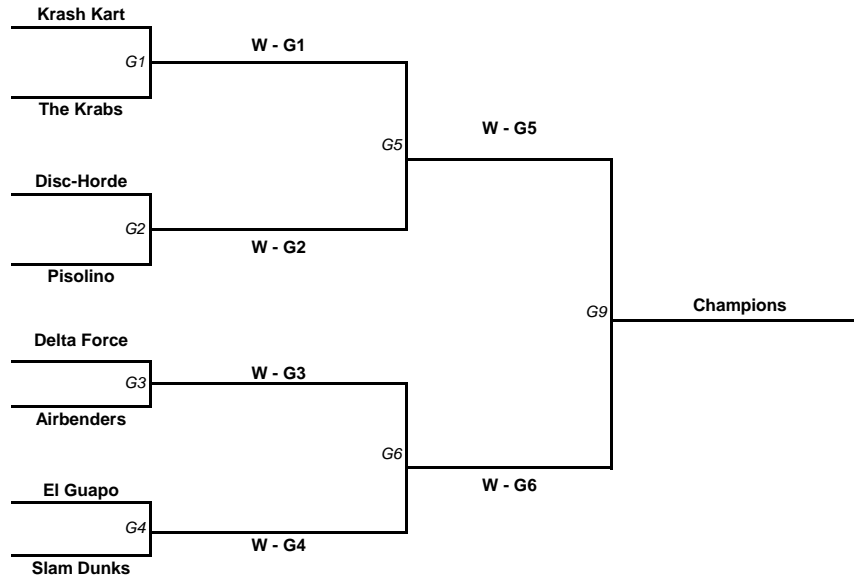 Krash Kart
W - G1
G1
The Krabs
W - G5
G5
Disc-Horde
G2
W - G2
Pisolino
Champions
G9
Delta Force
W - G3
G3
Airbenders
G6
W - G6
El Guapo
G4
W - G4
Slam Dunks